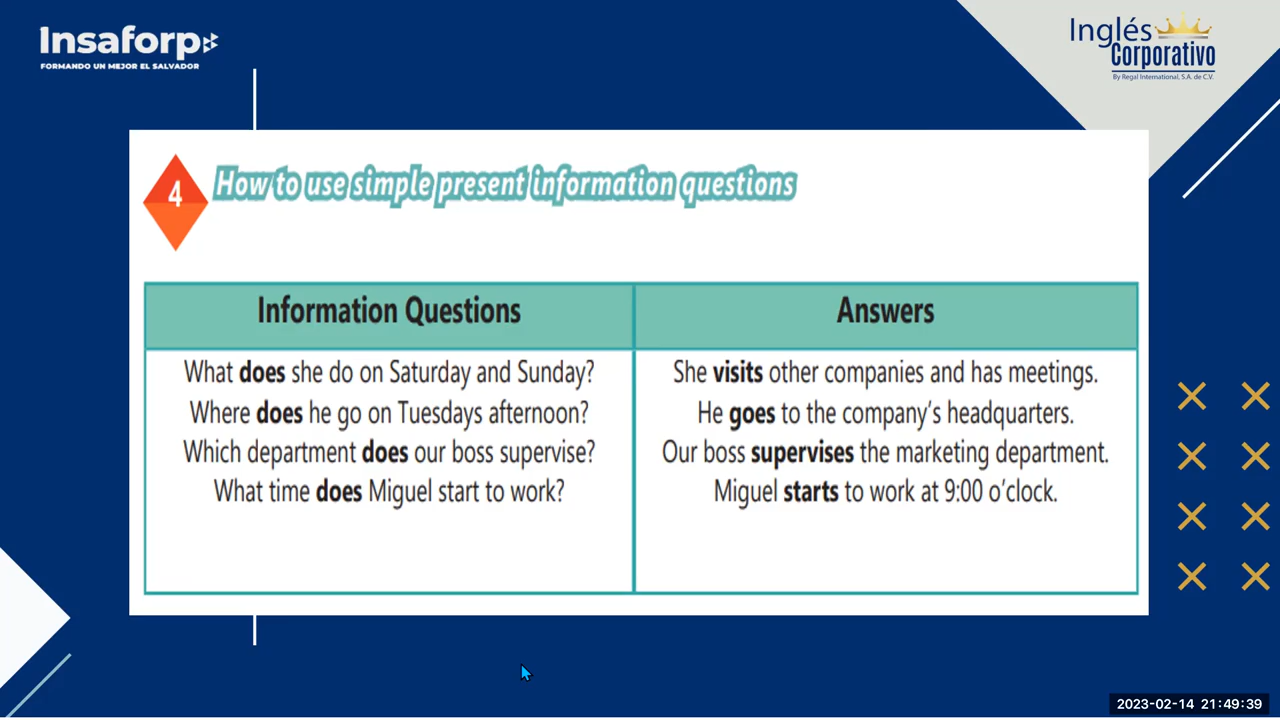 Insaforp
FORMANDO UN MEJOR EL SALVADOR
Inglés
Corporativo
By Regal International, S.A. de C.V.
4
How to use simple present information questions
Information Questions
What does she do on Saturday and Sunday?
Where does he go on Tuesdays afternoon?
Which department does our boss supervise?
What time does Miguel start to work?
Answers
She visits other companies and has meetings.
He goes to the company's headquarters.
Our boss supervises the marketing department.
Miguel starts to work at 9:00 o'clock.
2023-02-14 21:49:39